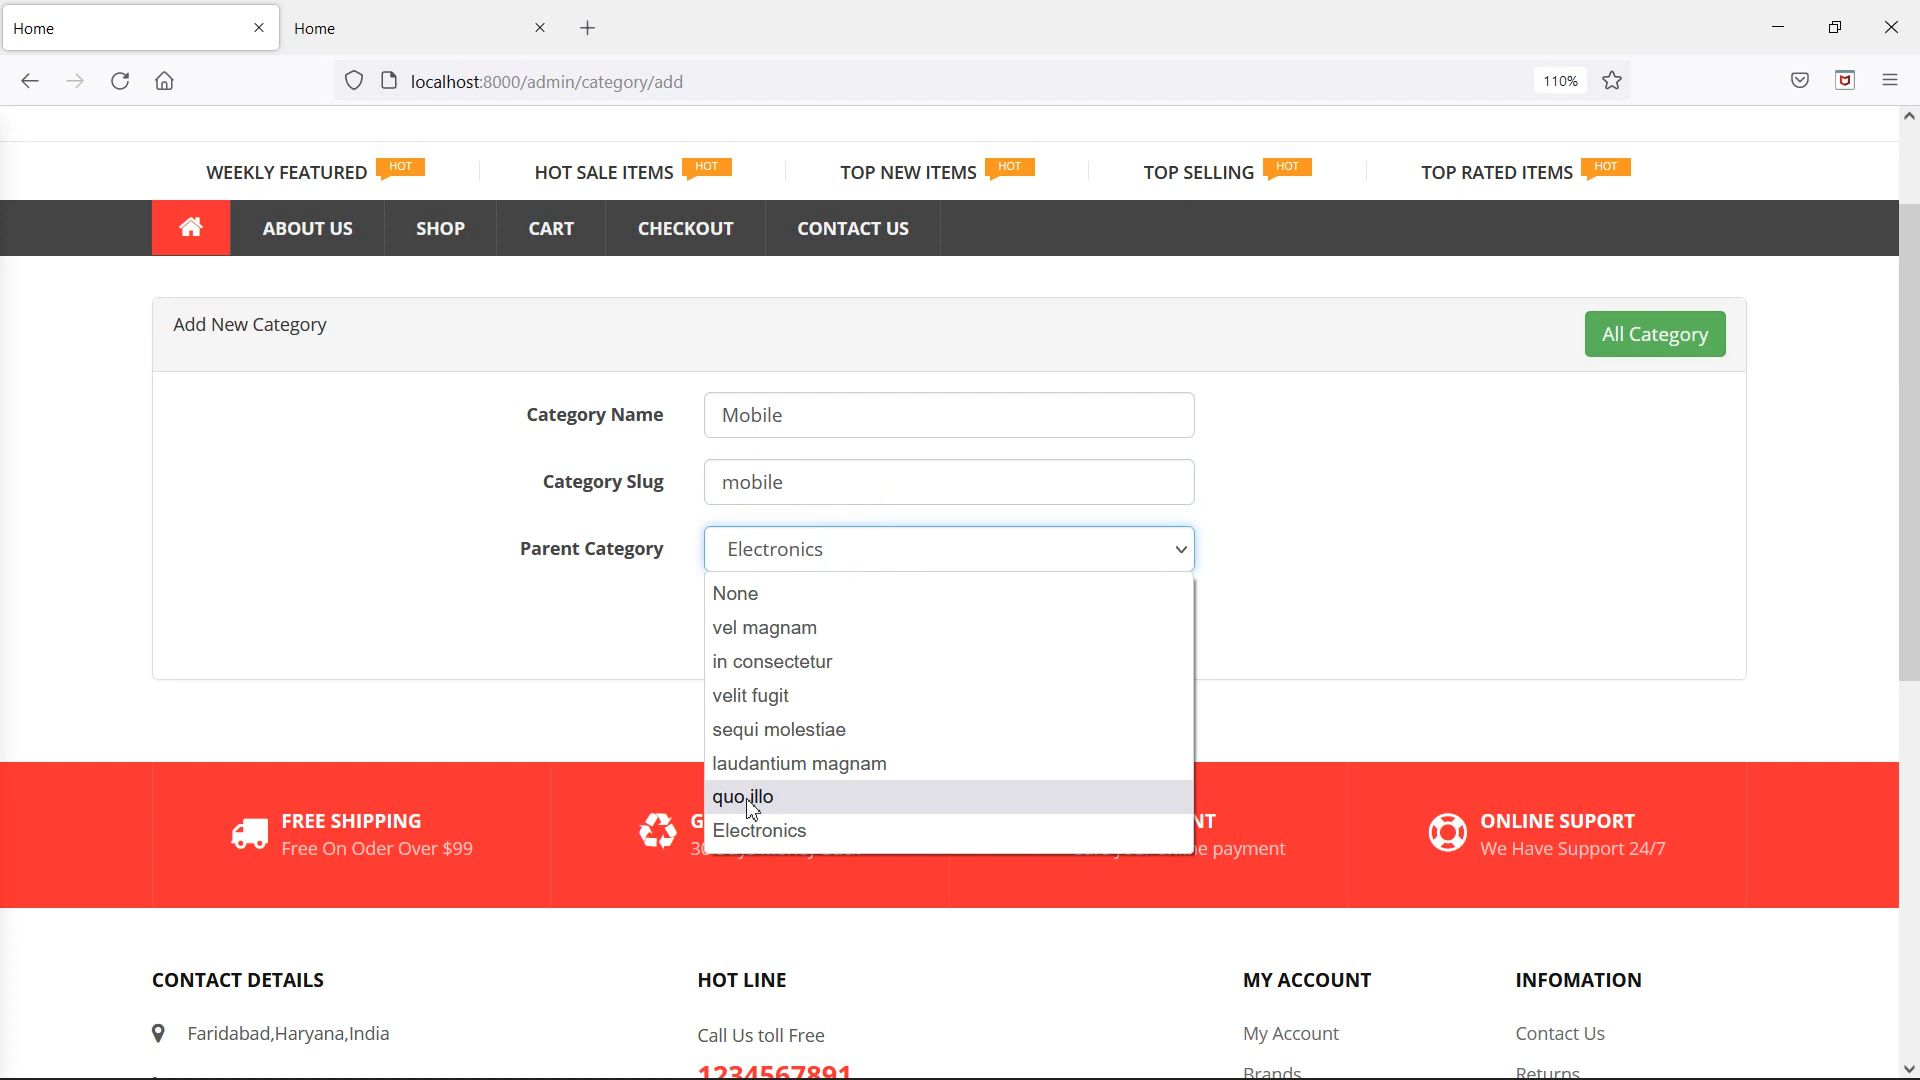 Home
Home
localhost:8000/admin/category/add
110%
WEEKLY FEATURED HOT
HOT SALE ITEMS HOT
TOP NEW ITEMS HOT
TOP SELLING HOT
TOP RATED ITEMS HOT
ABOUT US
SHOP
CART
CHECKOUT
CONTACT US
Add New Category
All Category
Category Name
Mobile
Category Slug
mobile
Parent Category
Electronics
None
vel magnam
in consectetur
velit fugit
sequi molestiae
laudantium magnam
quo illo
Electronics
FREE SHIPPING
Free On Oder Over $99
payment
ONLINE SUPORT
We Have Support 24/7
CONTACT DETAILS
Faridabad,Haryana,India
HOT LINE
Call Us toll Free
1234567891
MY ACCOUNT
My Account
Brands
INFOMATION
Contact Us
Returns